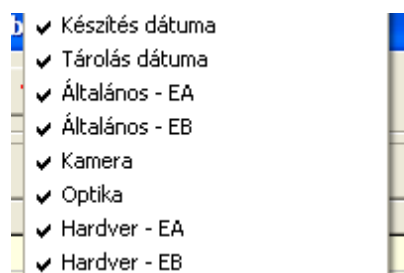 Készítés dátuma
Tárolás dátuma
Általános - EA
Általános - EB
Kamera
Optika
Hardver - EA
Hardver - EB